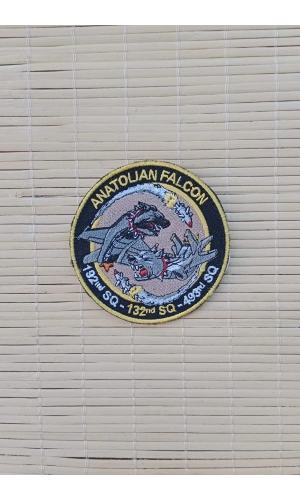 ANATOLIAN FALCON
192nd SQ - 132nd SQ - 493rd SQ